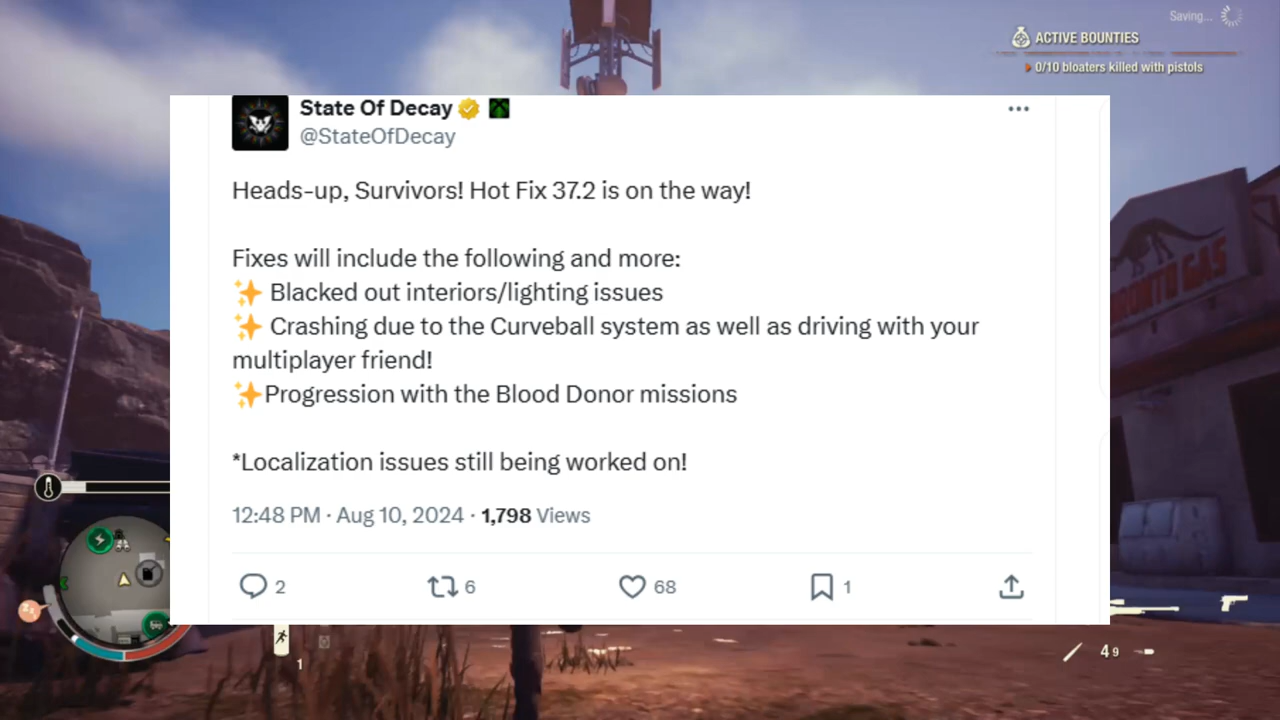 Saving...
ACTIVE BOUNTIES
0/10 bloaters killed with pistols
State Of Decay
@StateOfDecay
Heads-up, Survivors! Hot Fix 37.2 is on the way!
Fixes will include the following and more:
✨ Blacked out interiors/lighting issues
✨ Crashing due to the Curveball system as well as driving with your
multiplayer friend!
✨Progression with the Blood Donor missions
*Localization issues still being worked on!
12:48 PM · Aug 10, 2024 · 1,798 Views
2 6 68 1
GAS
1
4 9